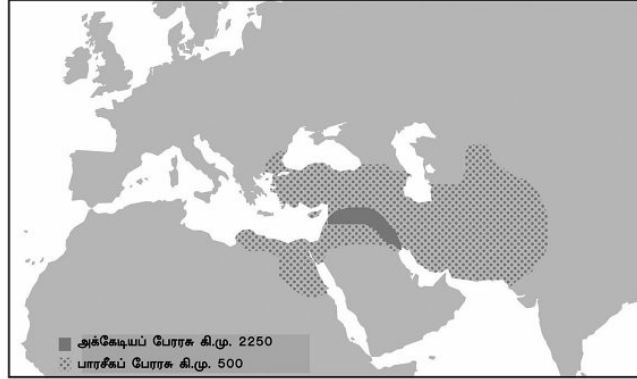 அக்கேடியப் பேரரசு கி.மு. 2250
பாரசீகப் பேரரசு கி.மு. 500